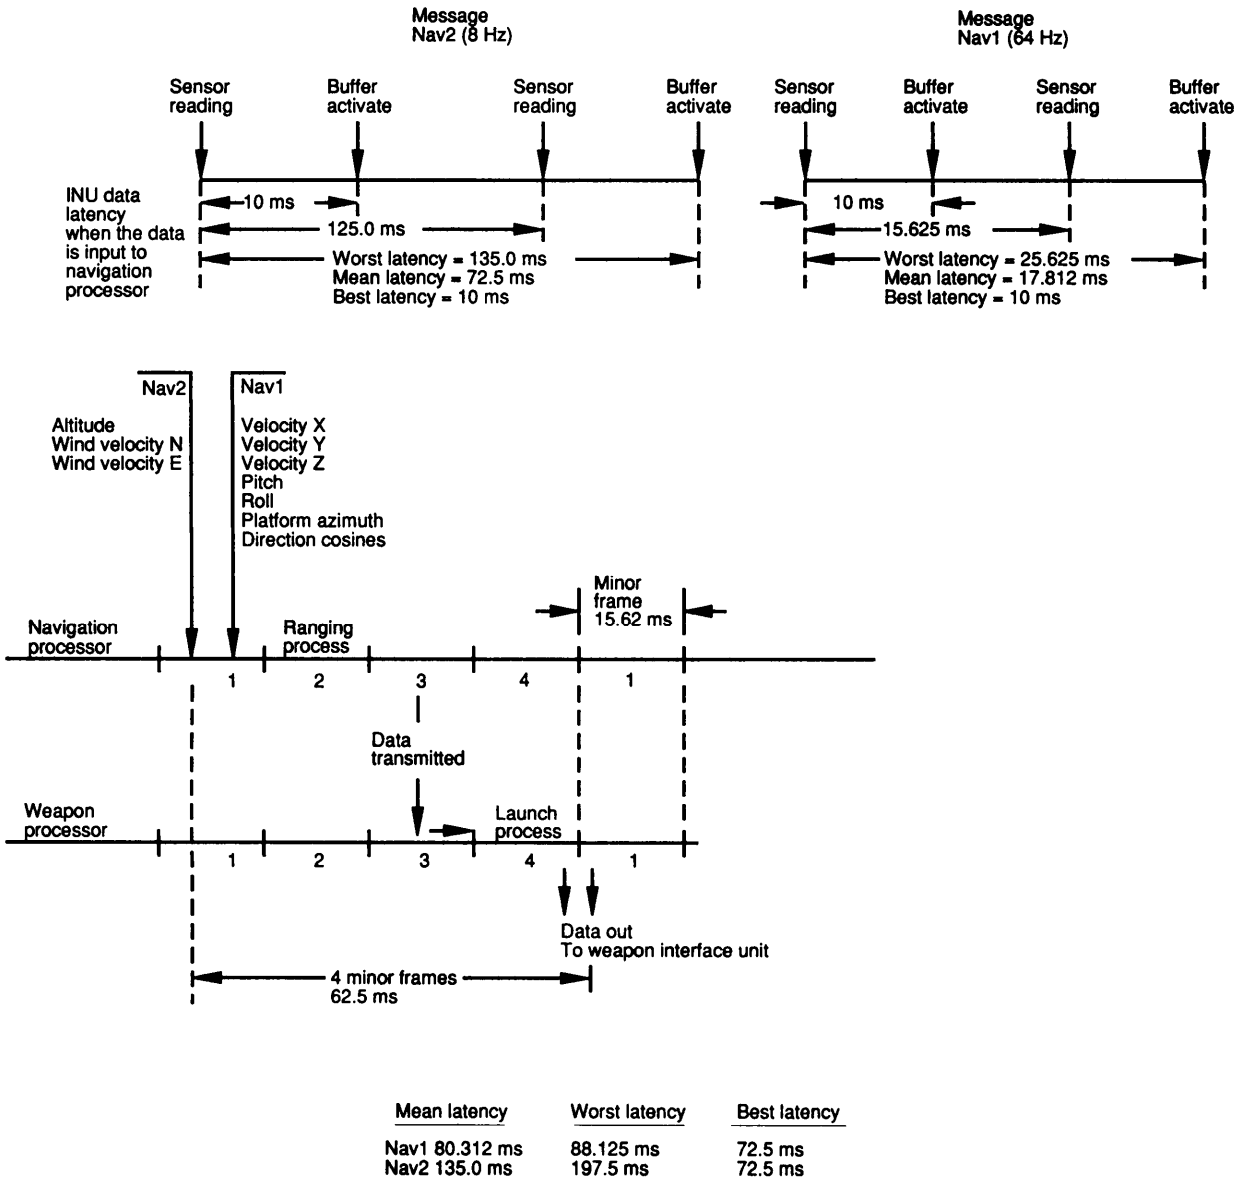 Message
Nav2 (8 Hz)
Message
Nav1 (64 Hz)
Sensor
reading
Buffer
activate
Sensor
reading
Buffer
activate
Sensor
reading
Buffer
activate
Sensor
reading
Buffer
activate
INU data
latency
when the data
is input to
navigation
processor
10 ms
125.0 ms
Worst latency = 135.0 ms
Mean latency = 72.5 ms
Best latency = 10 ms
10 ms
15.625 ms
Worst latency = 25.625 ms
Mean latency = 17.812 ms
Best latency = 10 ms
Nav2
Nav1
Altitude
Wind velocity N
Wind velocity E
Velocity X
Velocity Y
Velocity Z
Pitch
Roll
Platform azimuth
Direction cosines
Minor
frame
15.62 ms
Navigation
processor
Ranging
process
1 2 3 4 1
Data
transmitted
Weapon
processor
Launch
process
1 2 3 4 1
Data out
To weapon interface unit
4 minor frames
62.5 ms
Mean latency Worst latency Best latency
Nav1 80.312 ms 88.125 ms 72.5 ms
Nav2 135.0 ms 197.5 ms 72.5 ms